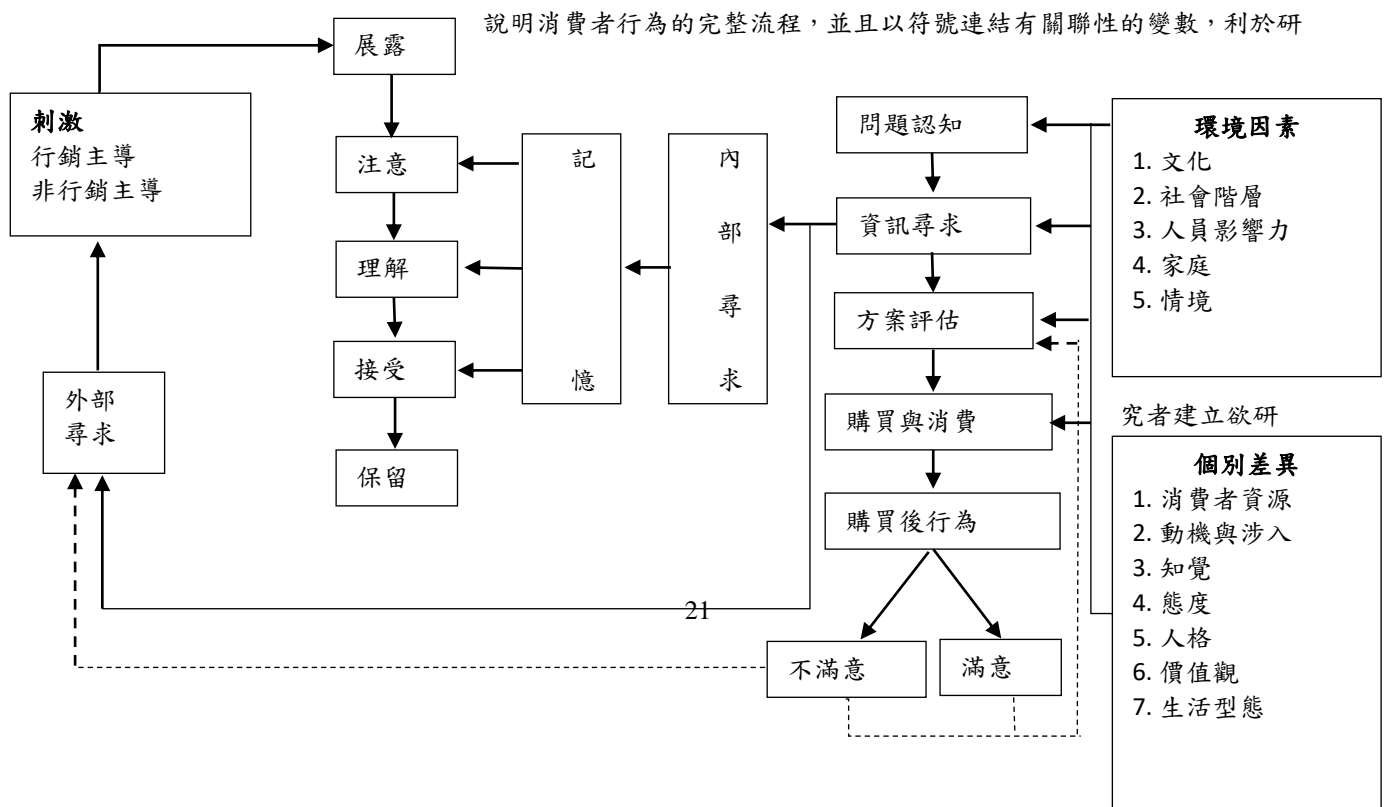 說明消費者行為的完整流程，並且以符號連結有關聯性的變數，利於研
展露
刺激
行銷主導
非行銷主導
注意
理解
接受
保留
外部
尋求
記
憶
內
部
尋
求
問題認知
資訊尋求
方案評估
購買與消費
購買後行為
不滿意
滿意
環境因素
1. 文化
2. 社會階層
3. 人員影響力
4. 家庭
5. 情境
究者建立欲研
個別差異
1. 消費者資源
2. 動機與涉入
3. 知覺
4. 態度
5. 人格
6. 價值觀
7. 生活型態
21